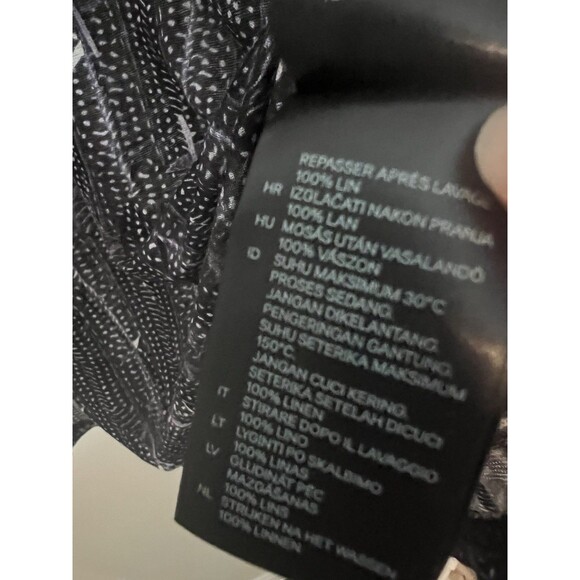 REPASSER APRÈS LAVAGE
100% LIN
HR IZGLAČATI NAKON PRANJA
100% LAN
HU MOSÁS UTÁN VASALANDÓ
100% VÁSZON
ID SUHU MAKSIMUM 30°C
PROSES SEDANG.
JANGAN DIKELANTANG.
PENGERINGAN GANTUNG.
SUHU SETERIKA MAKSIMUM
150°C.
JANGAN CUCI KERING.
SETERIKA SETELAH DICUCI
100% LINEN
IT STIRARE DOPO IL LAVAGGIO
100% LINO
LT LYGINTI PO SKALBIMO
100% LINAS
LV GLUDINĀT PĒC
MAZGĀŠANAS
100% LINS
NL STRIJKEN NA HET WASSEN
100% LINNEN